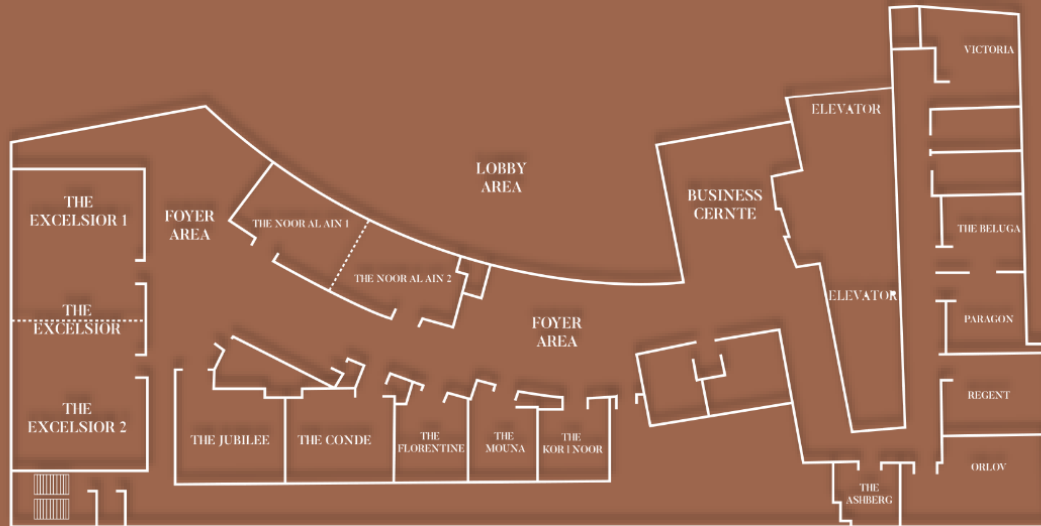 VICTORIA
ELEVATOR
LOBBY
AREA
BUSINESS
CERNTE
THE
EXCELSIOR 1
FOYER
AREA
THE NOOR AL AIN 1
THE BELUGA
THE NOOR AL AIN 2
ELEVATOR
THE
EXCELSIOR
FOYER
AREA
PARAGON
REGENT
THE
EXCELSIOR 2
THE JUBILEE
THE CONDE
THE
FLORENTINE
THE
MOUNA
THE
KOR I NOOR
ORLOV
THE
ASHBERG